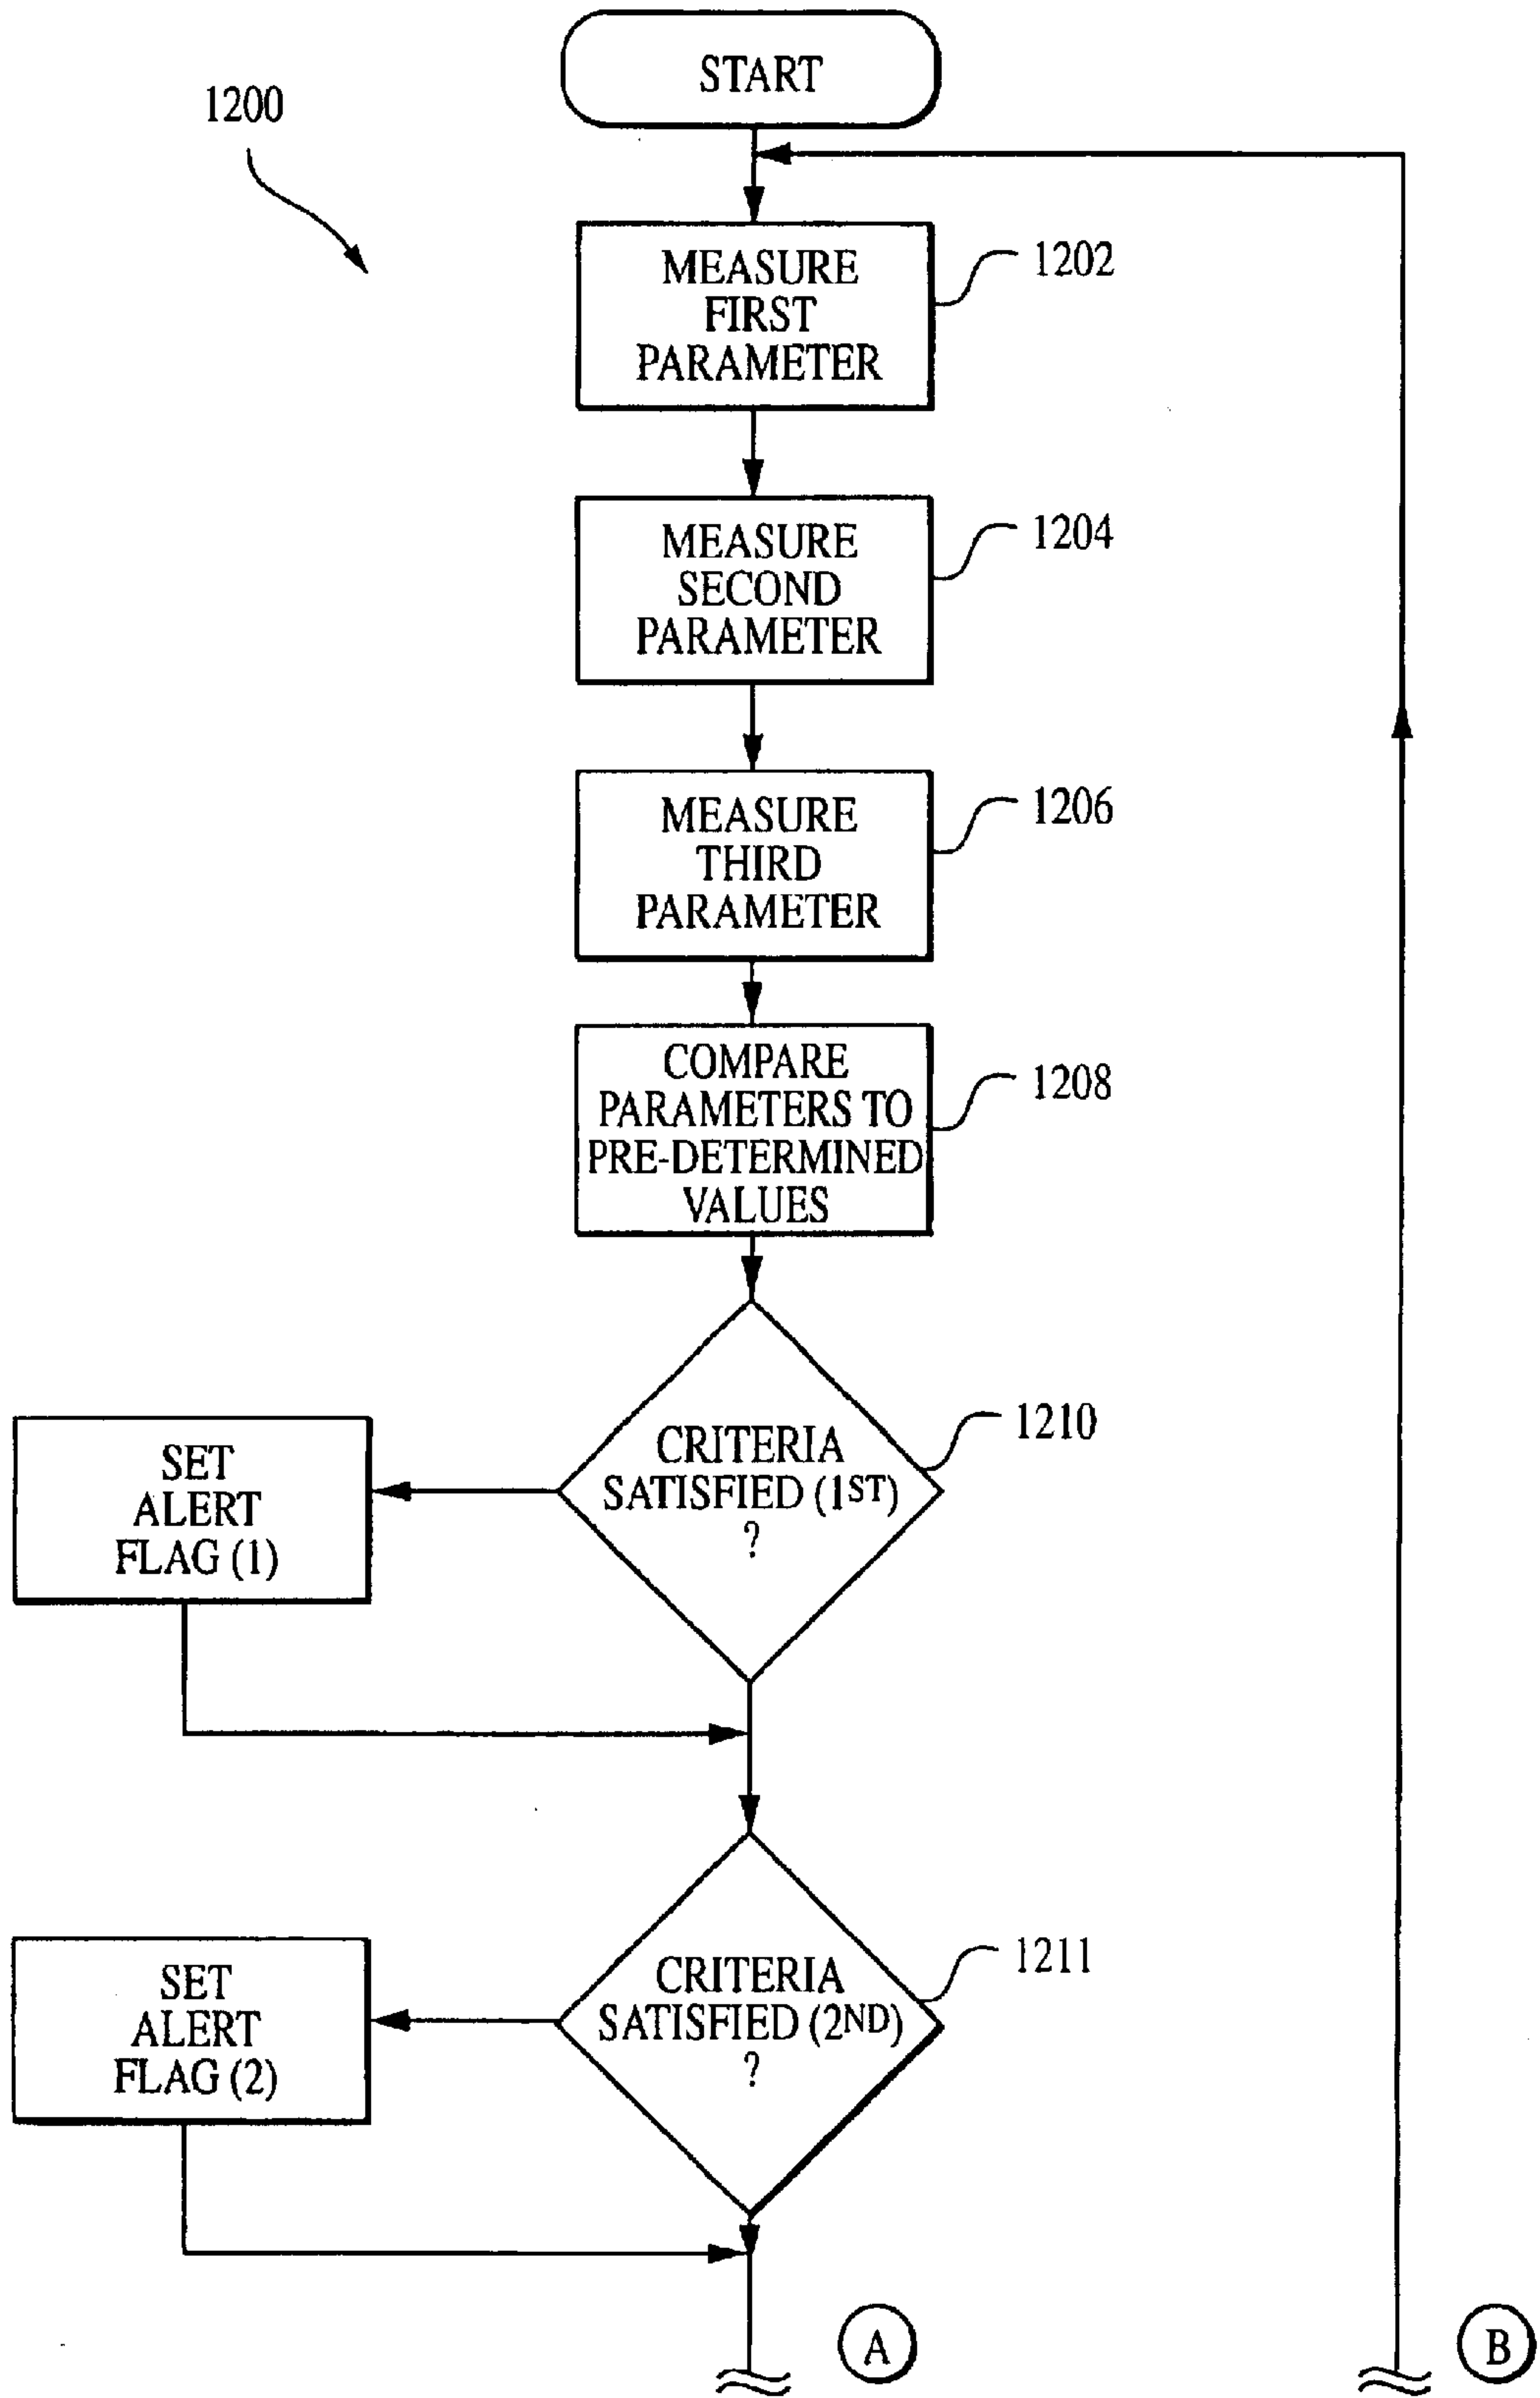 START
1200
MEASURE
FIRST
PARAMETER
1202
MEASURE
SECOND
PARAMETER
1204
MEASURE
THIRD
PARAMETER
1206
COMPARE
PARAMETERS TO
PRE-DETERMINED
VALUES
1208
CRITERIA
SATISFIED (1ST)
?
1210
SET
ALERT
FLAG (1)
CRITERIA
SATISFIED (2ND)
?
1211
SET
ALERT
FLAG (2)
A
B